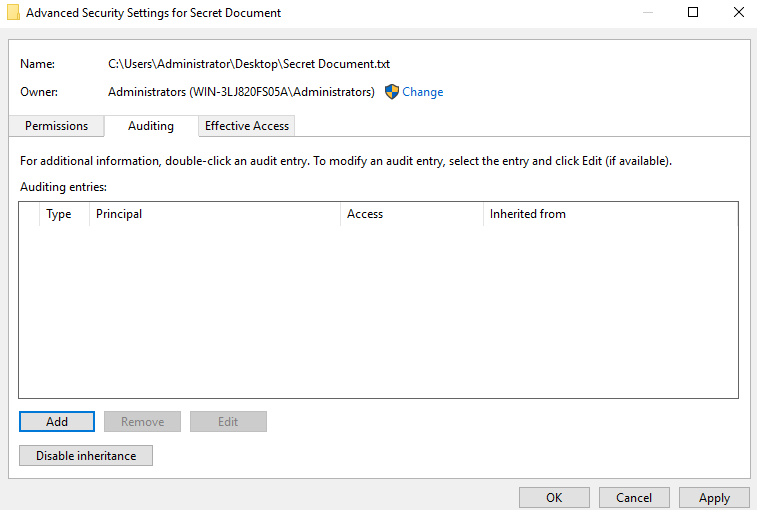 Advanced Security Settings for Secret Document
Name: C:\Users\Administrator\Desktop\Secret Document.txt
Owner: Administrators (WIN-3LJ820FS05A\Administrators) Change
Permissions Auditing Effective Access
For additional information, double-click an audit entry. To modify an audit entry, select the entry and click Edit (if available).
Auditing entries:
Type Principal Access Inherited from
Add Remove Edit
Disable inheritance
OK Cancel Apply